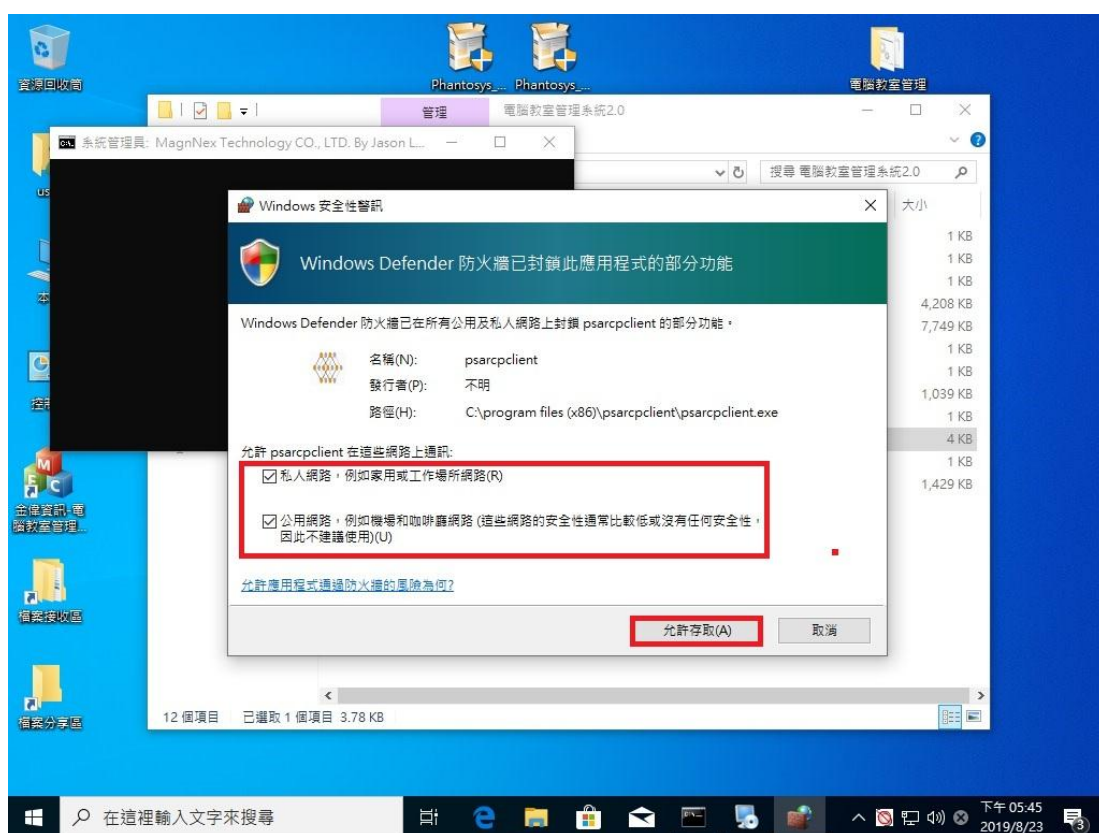 資源回收筒
Phantosys_...
Phantosys_...
電腦教室管理
管理
電腦教室管理系統2.0
系統管理員: MagnNex Technology CO., LTD. By Jason L...
搜尋 電腦教室管理系統2.0
大小
1 KB
1 KB
1 KB
4,208 KB
7,749 KB
1 KB
1 KB
1,039 KB
1 KB
4 KB
1 KB
1,429 KB
Windows 安全性警訊
Windows Defender 防火牆已封鎖此應用程式的部分功能
Windows Defender 防火牆已在所有公用及私人網路上封鎖 psarcpclient 的部分功能。
名稱(N): psarcpclient
發行者(P): 不明
路徑(H): C:\program files (x86)\psarcpclient\psarcpclient.exe
允許 psarcpclient 在這些網路上通訊:
私人網路，例如家用或工作場所網路(R)
公用網路，例如機場和咖啡廳網路 (這些網路的安全性通常比較低或沒有任何安全性，
因此不建議使用)(U)
允許應用程式通過防火牆的風險為何?
允許存取(A)
取消
金偉資訊-電
腦教室管理...
檔案接收區
檔案分享區
12 個項目
已選取 1 個項目 3.78 KB
在這裡輸入文字來搜尋
下午 05:45
2019/8/23
3